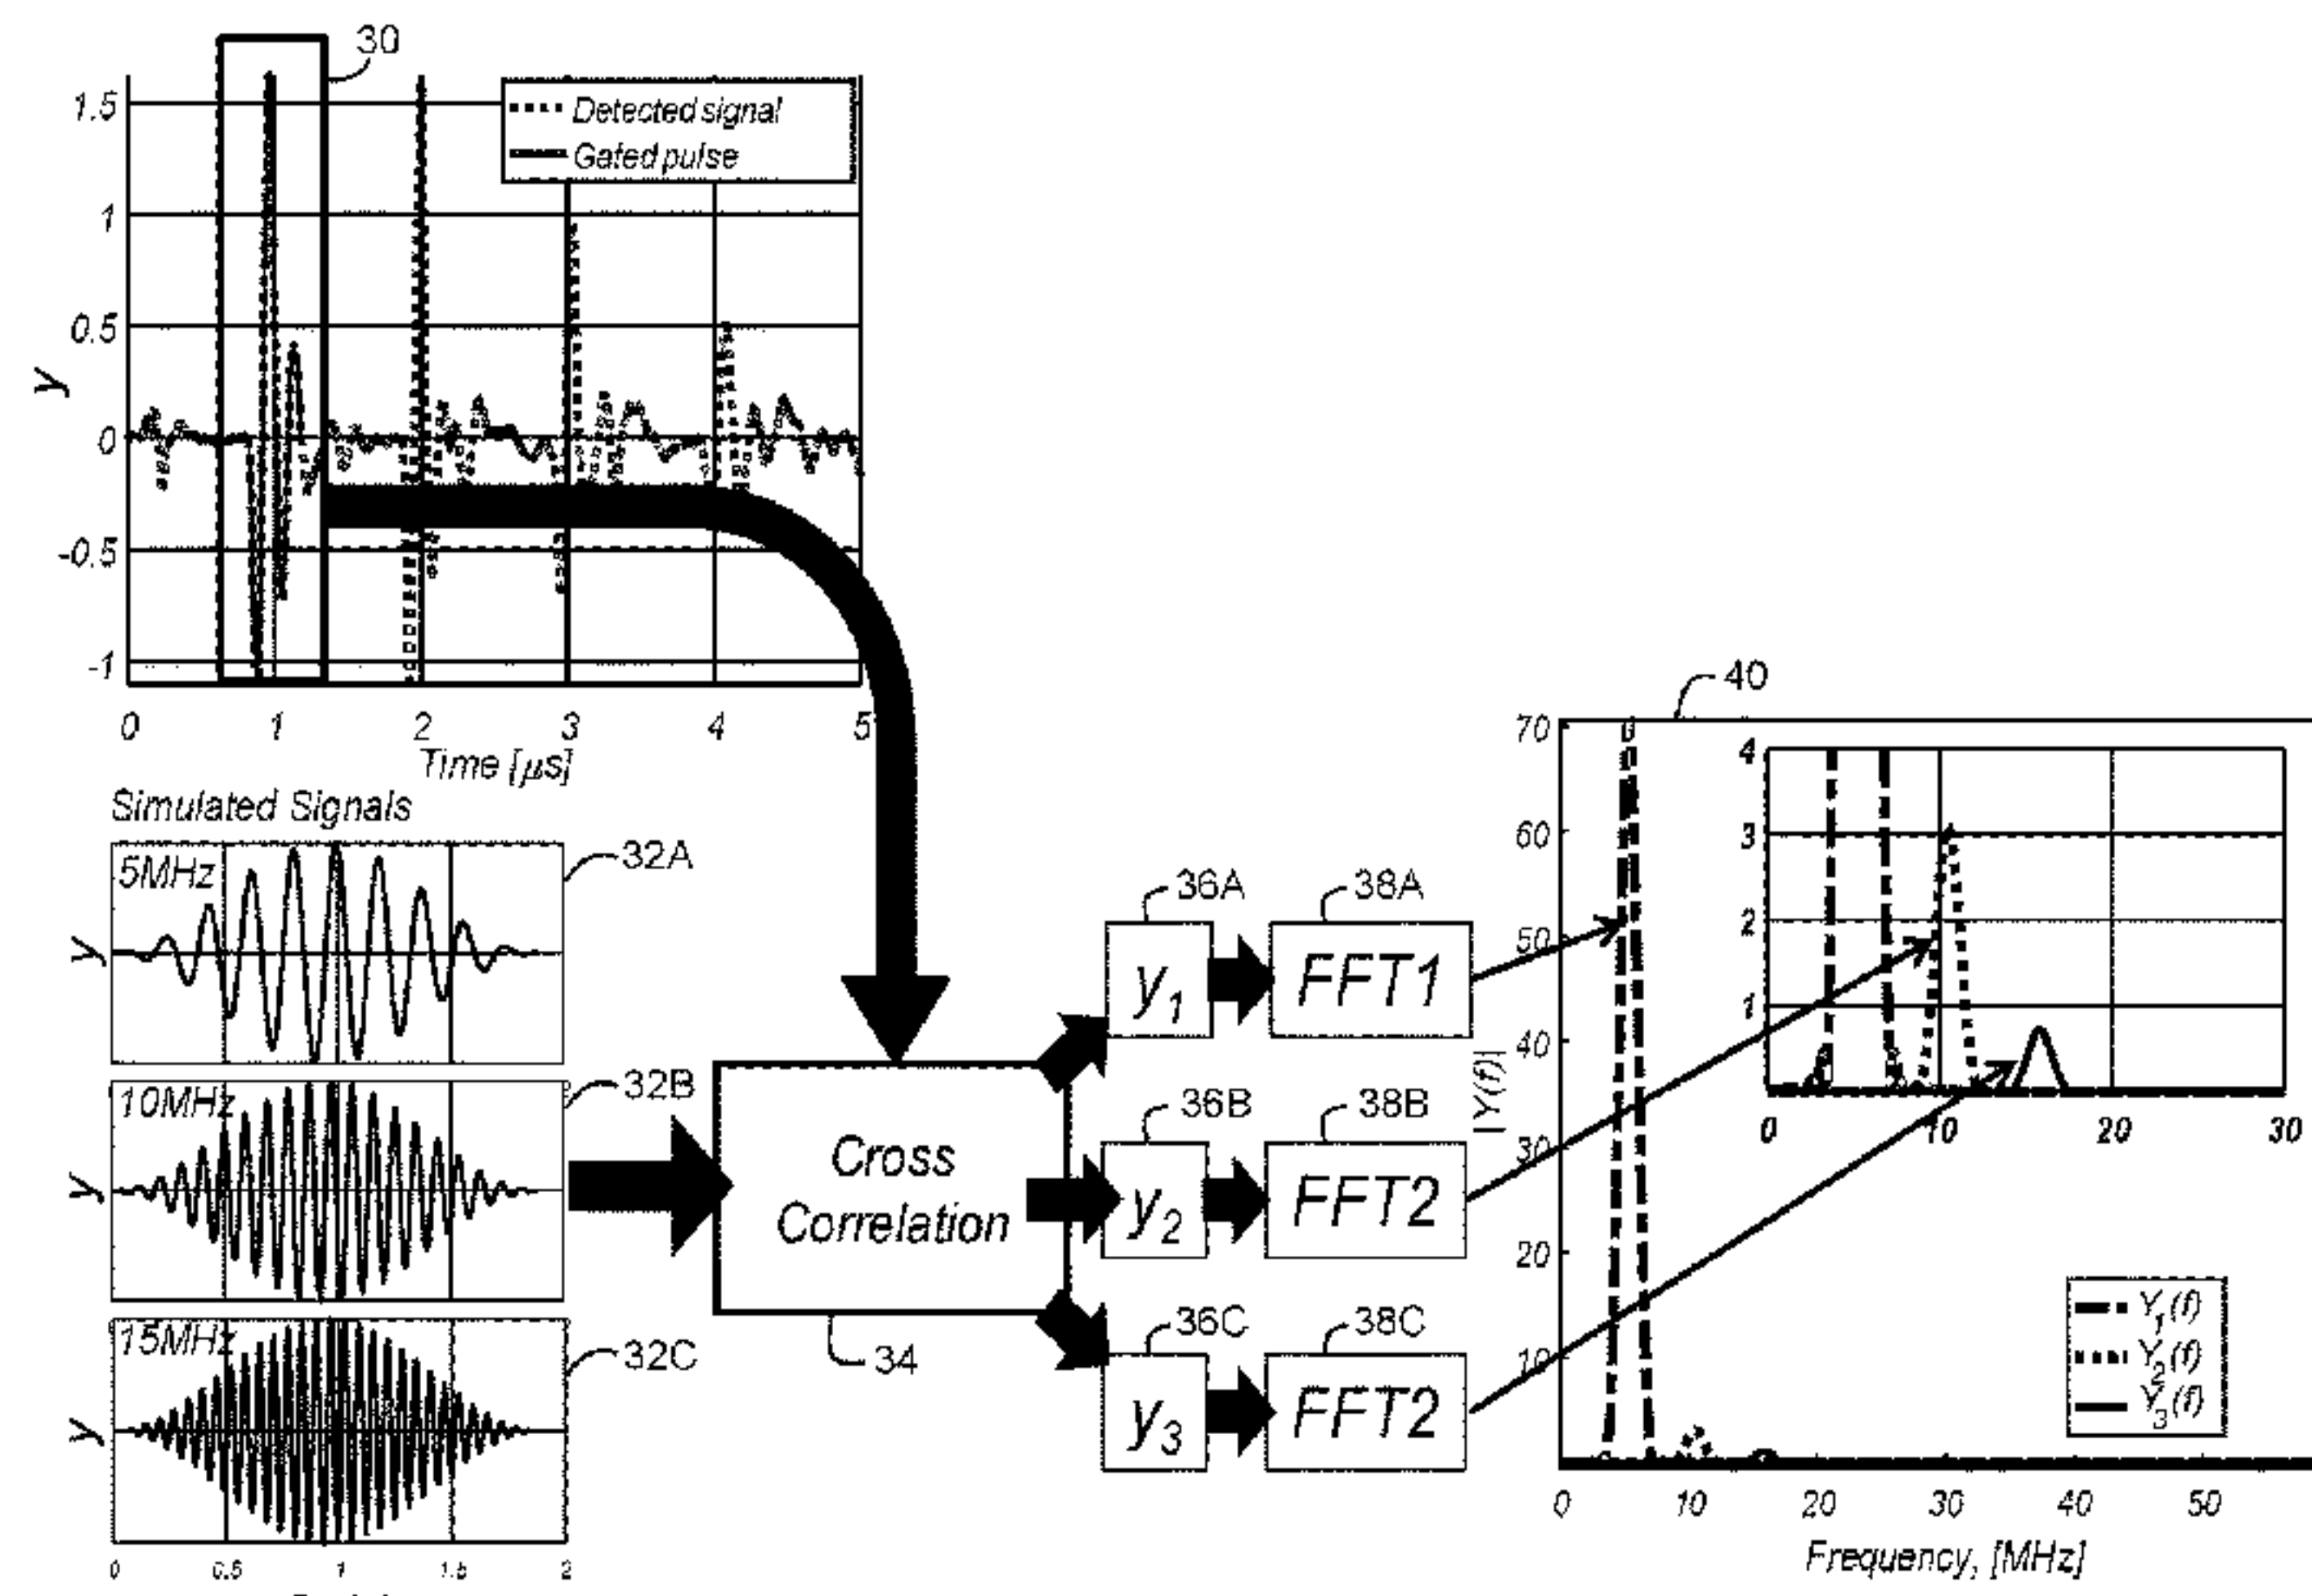 30
Detected signal
Gated pulse
1.5
1
0.5
0
-0.5
-1
y
0 1 2 3 4 5
Time [μs]
Simulated Signals
5MHz
32A
y
10MHz
32B
y
15MHz
32C
y
0 0.5 1 1.5 2
Cross
Correlation
34
36A
y1
38A
FFT1
36B
y2
38B
FFT2
36C
y3
38C
FFT2
40
70
60
50
40
30
20
10
|Y(f)|
4
3
2
1
0 10 20 30
Y1(f)
Y2(f)
Y3(f)
0 10 20 30 40 50
Frequency, [MHz]